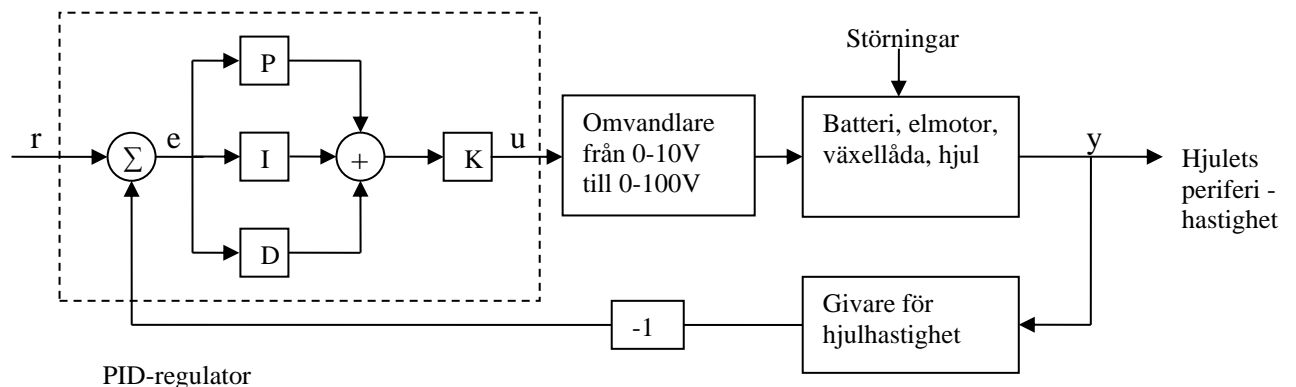 Störningar
P
r
e
Σ
I
+
K
u
D
Omvandlare
från 0-10V
till 0-100V
Batteri, elmotor,
växellåda, hjul
y
Hjulets
periferi -
hastighet
-1
Givare för
hjulhastighet
PID-regulator